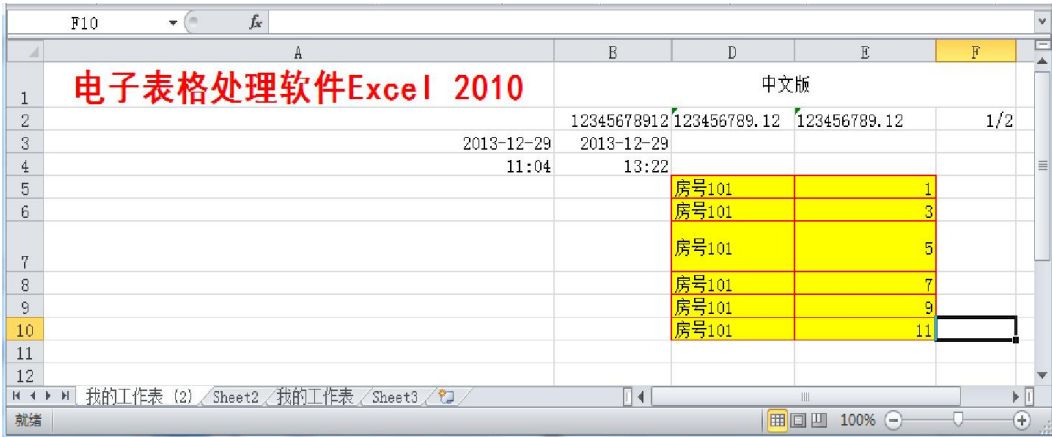 F10 fx
A B D E F
1 电子表格处理软件Excel 2010 中文版
2 12345678912 123456789.12 123456789.12 1/2
3 2013-12-29 2013-12-29
4 11:04 13:22
5 房号101 1
6 房号101 3
7 房号101 5
8 房号101 7
9 房号101 9
10 房号101 11
11
12
我的工作表 (2) Sheet2 我的工作表 Sheet3
就绪 100%